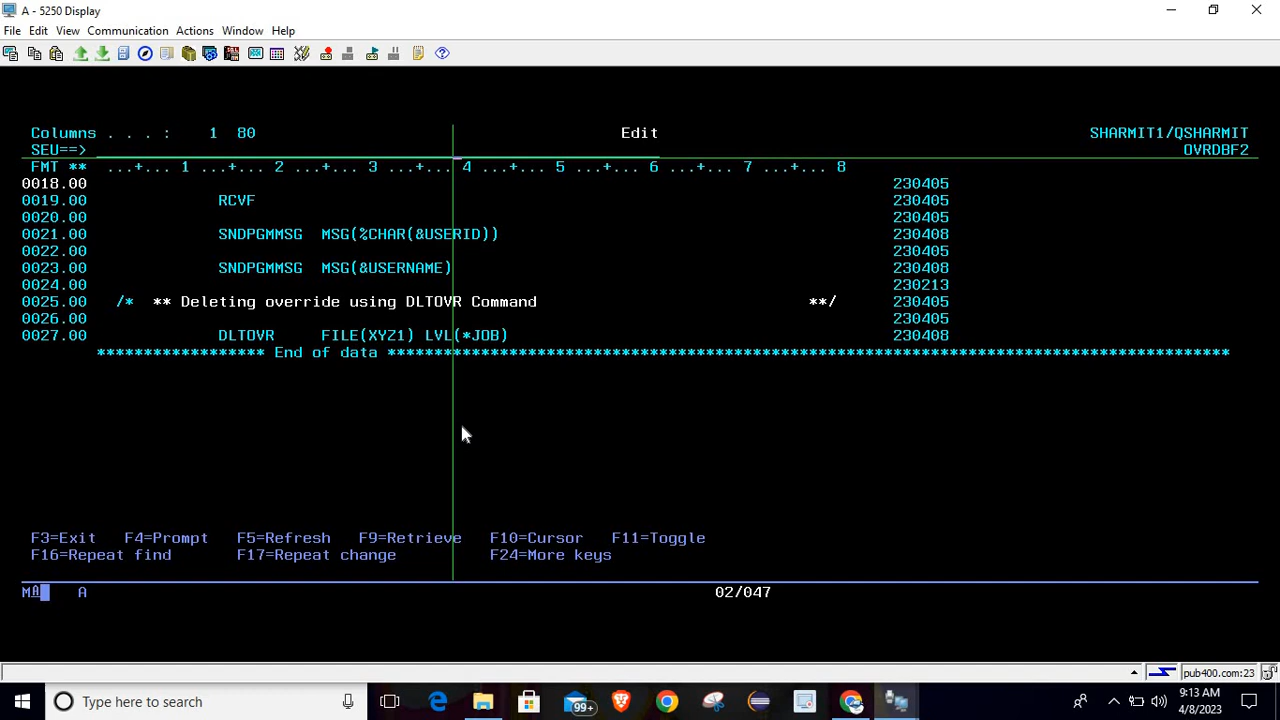 A - 5250 Display
File Edit View Communication Actions Window Help
Columns . . . : 1 80 Edit SHARMIT1/QSHARMIT
SEU==> OVRDBF2
FMT ** ...+... 1 ...+... 2 ...+... 3 ...+... 4 ...+... 5 ...+... 6 ...+... 7 ...+... 8
0018.00 230405
0019.00 RCVF 230405
0020.00 230405
0021.00 SNDPGMMSG MSG(%CHAR(&USERID)) 230408
0022.00 230405
0023.00 SNDPGMMSG MSG(&USERNAME) 230408
0024.00 230213
0025.00 /* ** Deleting override using DLTOVR Command **/ 230405
0026.00 230405
0027.00 DLTOVR FILE(XYZ1) LVL(*JOB) 230408
****************** End of data ******************************************************************************************
F3=Exit F4=Prompt F5=Refresh F9=Retrieve F10=Cursor F11=Toggle
F16=Repeat find F17=Repeat change F24=More keys
MA A 02/047
pub400.com:23
Type here to search 99+ 9:13 AM
4/8/2023